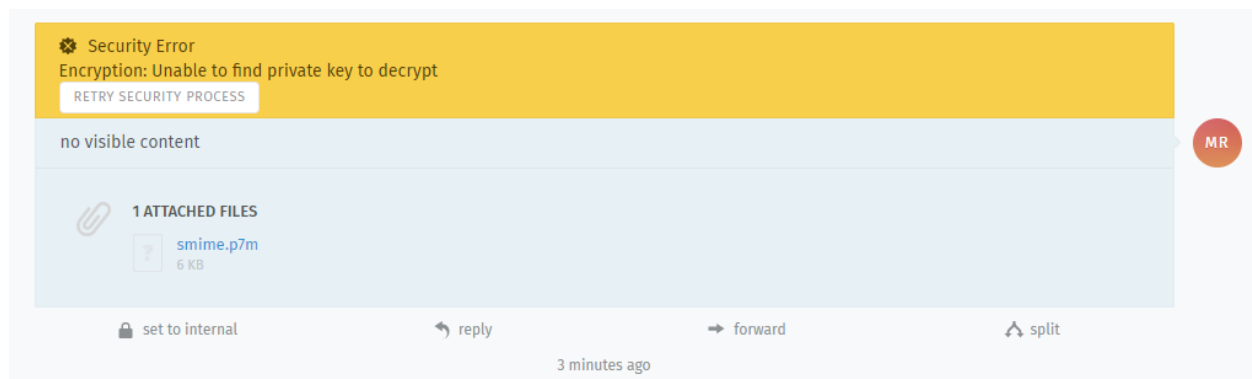 Security Error
Encryption: Unable to find private key to decrypt
RETRY SECURITY PROCESS
no visible content
MR
1 ATTACHED FILES
?
smime.p7m
6 KB
set to internal
reply
forward
split
3 minutes ago